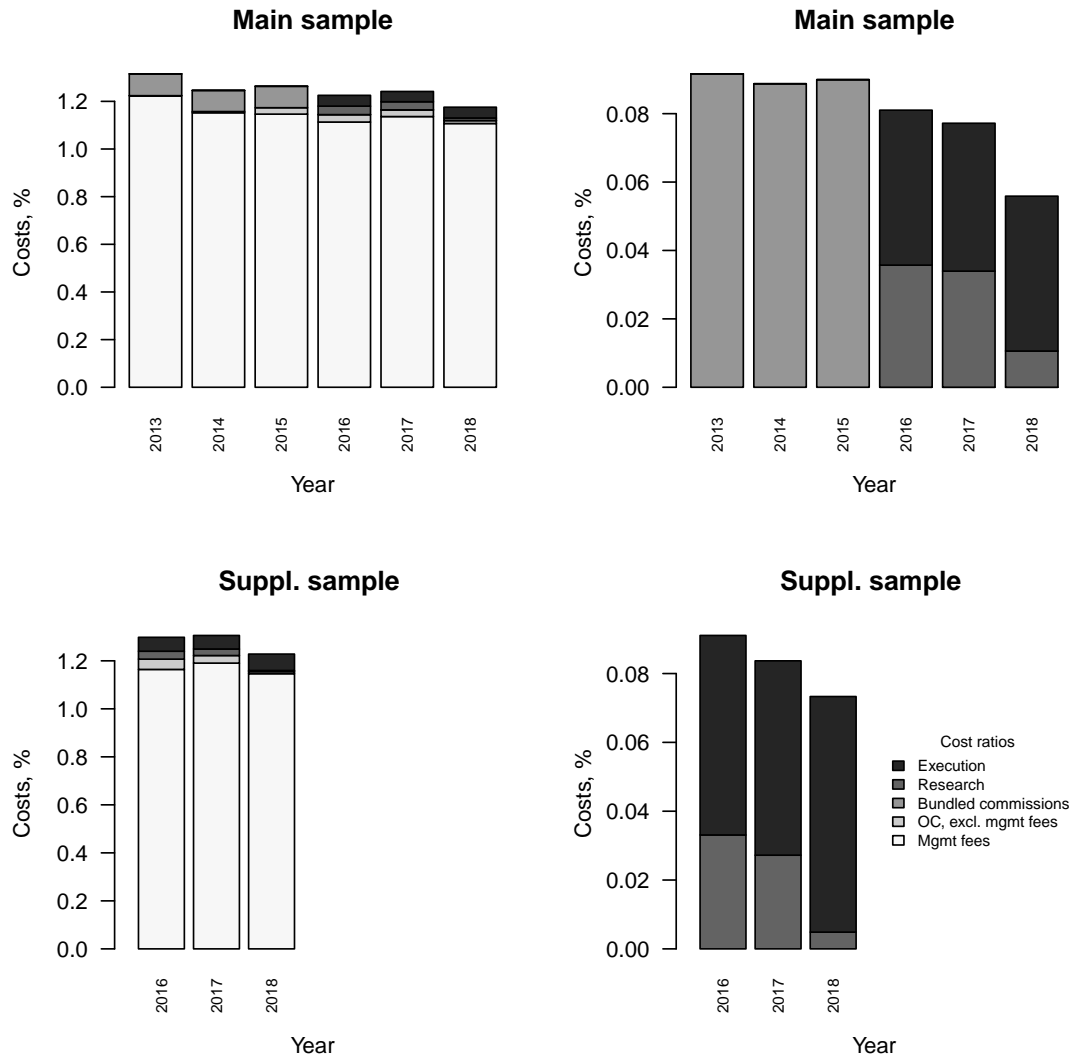 Main sample
Costs, %
1.2
1.0
0.8
0.6
0.4
0.2
0.0
2013
2014
2015
2016
2017
2018
Year
Main sample
Costs, %
0.08
0.06
0.04
0.02
0.00
2013
2014
2015
2016
2017
2018
Year
Suppl. sample
Costs, %
1.2
1.0
0.8
0.6
0.4
0.2
0.0
2016
2017
2018
Year
Suppl. sample
Costs, %
0.08
0.06
0.04
0.02
0.00
2016
2017
2018
Year
Cost ratios
Execution
Research
Bundled commissions
OC, excl. mgmt fees
Mgmt fees